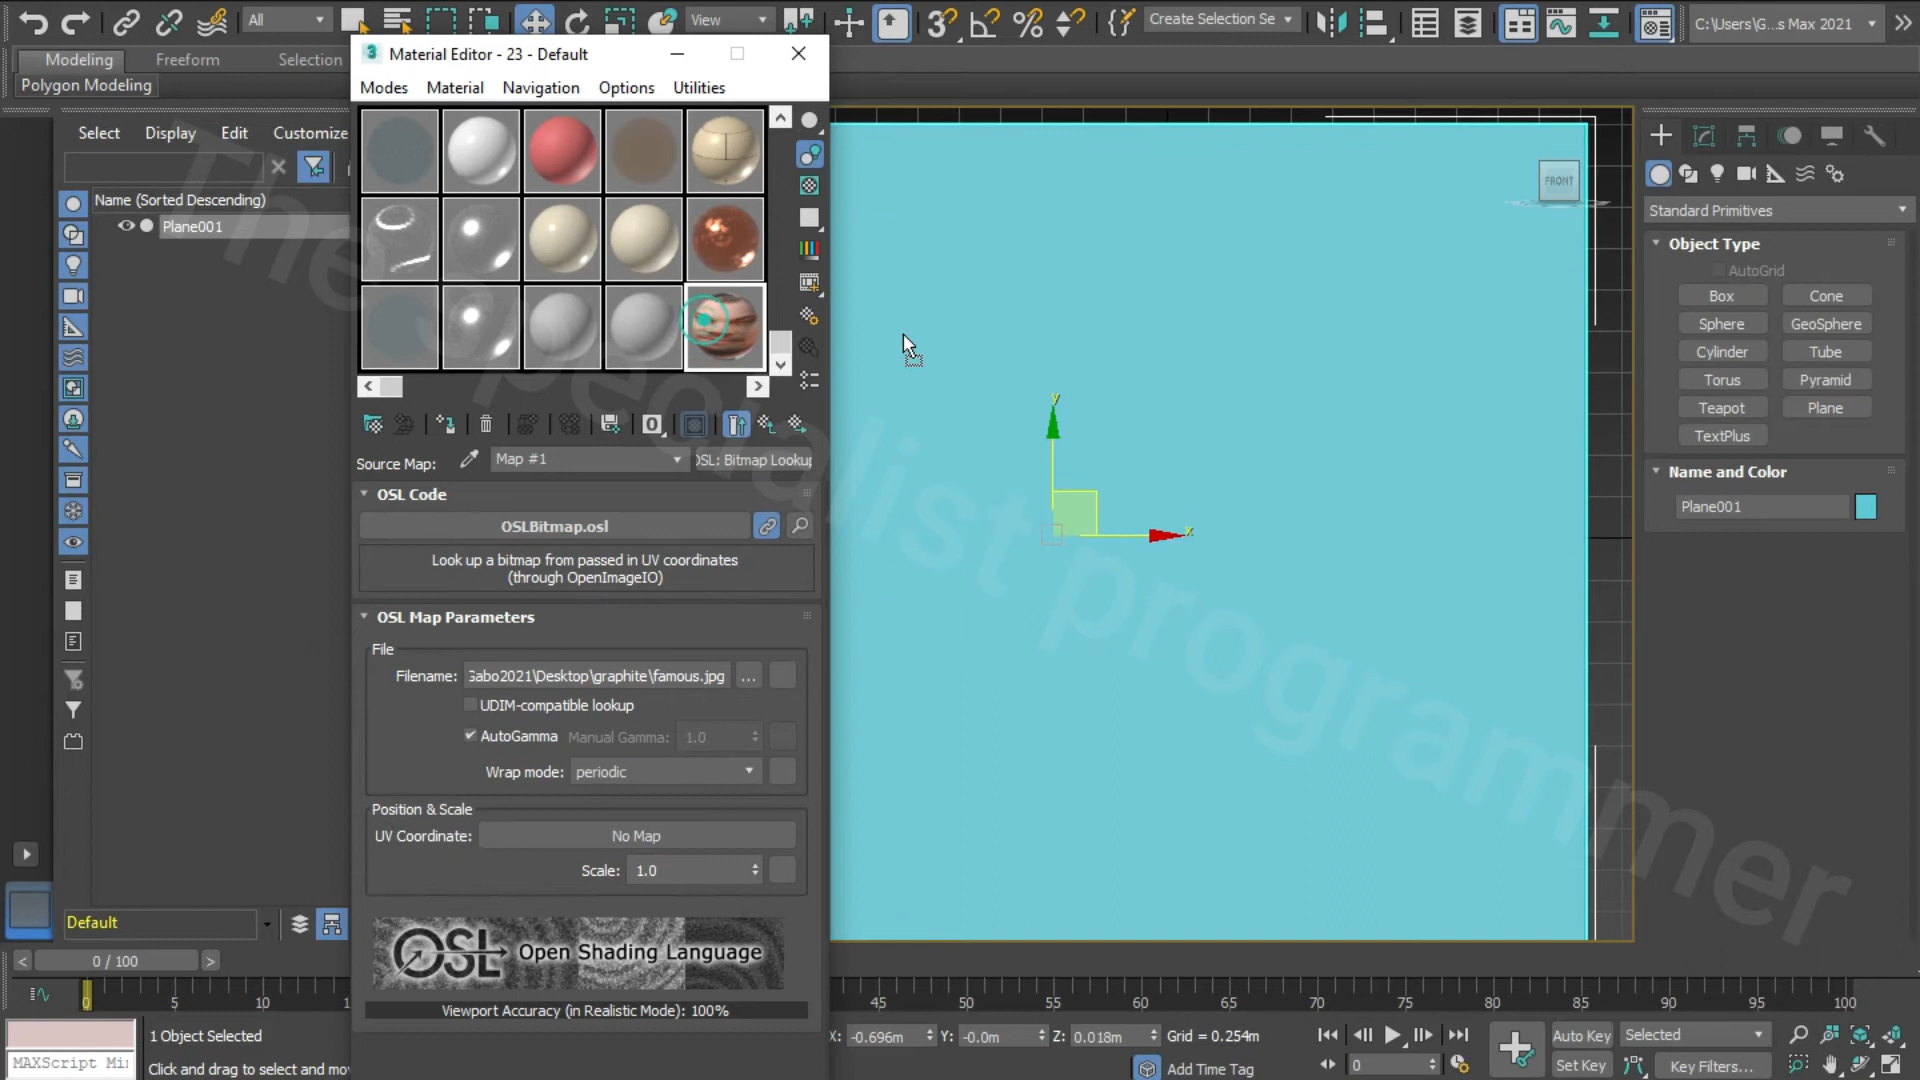 All
View
Create Selection Se
C:\Users\G...s Max 2021
Modeling
Freeform
Selection
Polygon Modeling
Material Editor - 23 - Default
Modes
Material
Navigation
Options
Utilities
Select
Display
Edit
Customize
Name (Sorted Descending)
Plane001
Source Map:
Map #1
OSL: Bitmap Lookup
OSL Code
OSLBitmap.osl
Look up a bitmap from passed in UV coordinates
(through OpenImageIO)
OSL Map Parameters
File
Filename:
Gabo2021\Desktop\graphite\famous.jpg
...
UDIM-compatible lookup
AutoGamma
Manual Gamma:
1.0
Wrap mode:
periodic
Position & Scale
UV Coordinate:
No Map
Scale:
1.0
OSL Open Shading Language
Viewport Accuracy (in Realistic Mode): 100%
FRONT
y
x
The specialist programmer
Standard Primitives
Object Type
AutoGrid
Box
Cone
Sphere
GeoSphere
Cylinder
Tube
Torus
Pyramid
Teapot
Plane
TextPlus
Name and Color
Plane001
Default
0 / 100
0 5 10 1
45 50 55 60 65 70 75 80 85 90 95 100
1 Object Selected
X: -0.696m Y: -0.0m Z: 0.018m Grid = 0.254m
Auto Key
Selected
MAXScript Mi
Click and drag to select and mov
Add Time Tag
0
Set Key
Key Filters...